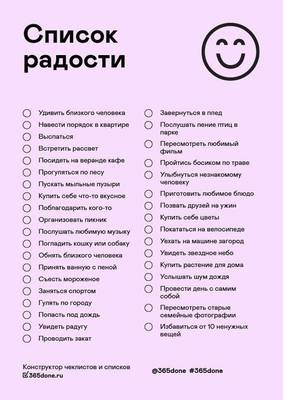 Список
радости
Удивить близкого человека
Навести порядок в квартире
Выспаться
Встретить рассвет
Посидеть на веранде кафе
Прогуляться по лесу
Пускать мыльные пузыри
Купить себе что-то вкусное
Поблагодарить кого-то
Организовать пикник
Послушать любимую музыку
Погладить кошку или собаку
Обнять близкого человека
Принять ванную с пеной
Съесть мороженое
Заняться спортом
Гулять по городу
Попасть под дождь
Увидеть радугу
Проводить закат
Завернуться в плед
Послушать пение птиц в
парке
Пересмотреть любимый
фильм
Пройтись босиком по траве
Улыбнуться незнакомому
человеку
Приготовить любимое блюдо
Позвать друзей на ужин
Купить себе цветы
Покататься на велосипеде
Уехать на машине загород
Увидеть звездное небо
Купить растение для дома
Услышать шум дождя
Провести день с самим
собой
Пересмотреть старые
семейные фотографии
Избавиться от 10 ненужных
вещей
Конструктор чеклистов и списков
365done.ru
@365done #365done